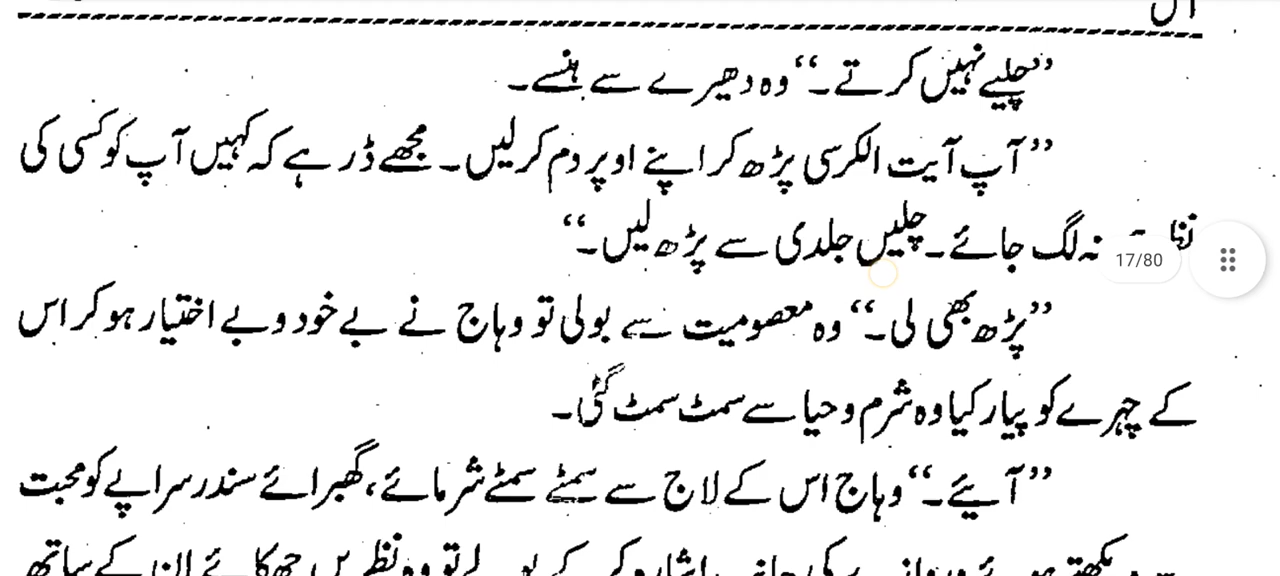 ”چلیے نہیں کرتے۔“ وہ دھیرے سے ہنسے۔
”آپ آیت الکرسی پڑھ کر اپنے اوپر دم کر لیں۔ مجھے ڈر ہے کہ کہیں آپ کو کسی کی
نہ لگ جائے۔ چلیں جلدی سے پڑھ لیں۔“
17/80
”پڑھ بھی لی۔“ وہ معصومیت سے بولی تو وہاج نے بے خود و بے اختیار ہو کر اس
کے چہرے کو پیار کیا وہ شرم و حیا سے سمٹ سمٹ گئی۔
”آیئے۔“ وہاج اس کے لاج سے سمٹے سمٹے شرمائے، گھبرائے سندر سراپے کو محبت